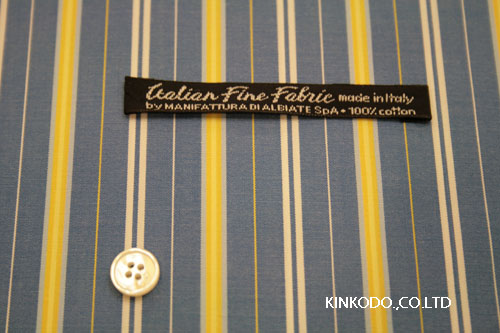 Italian Fine Fabric made in Italy
by MANIFATTURA DI ALBIATE SpA • 100% cotton
KINKODO.,CO.LTD